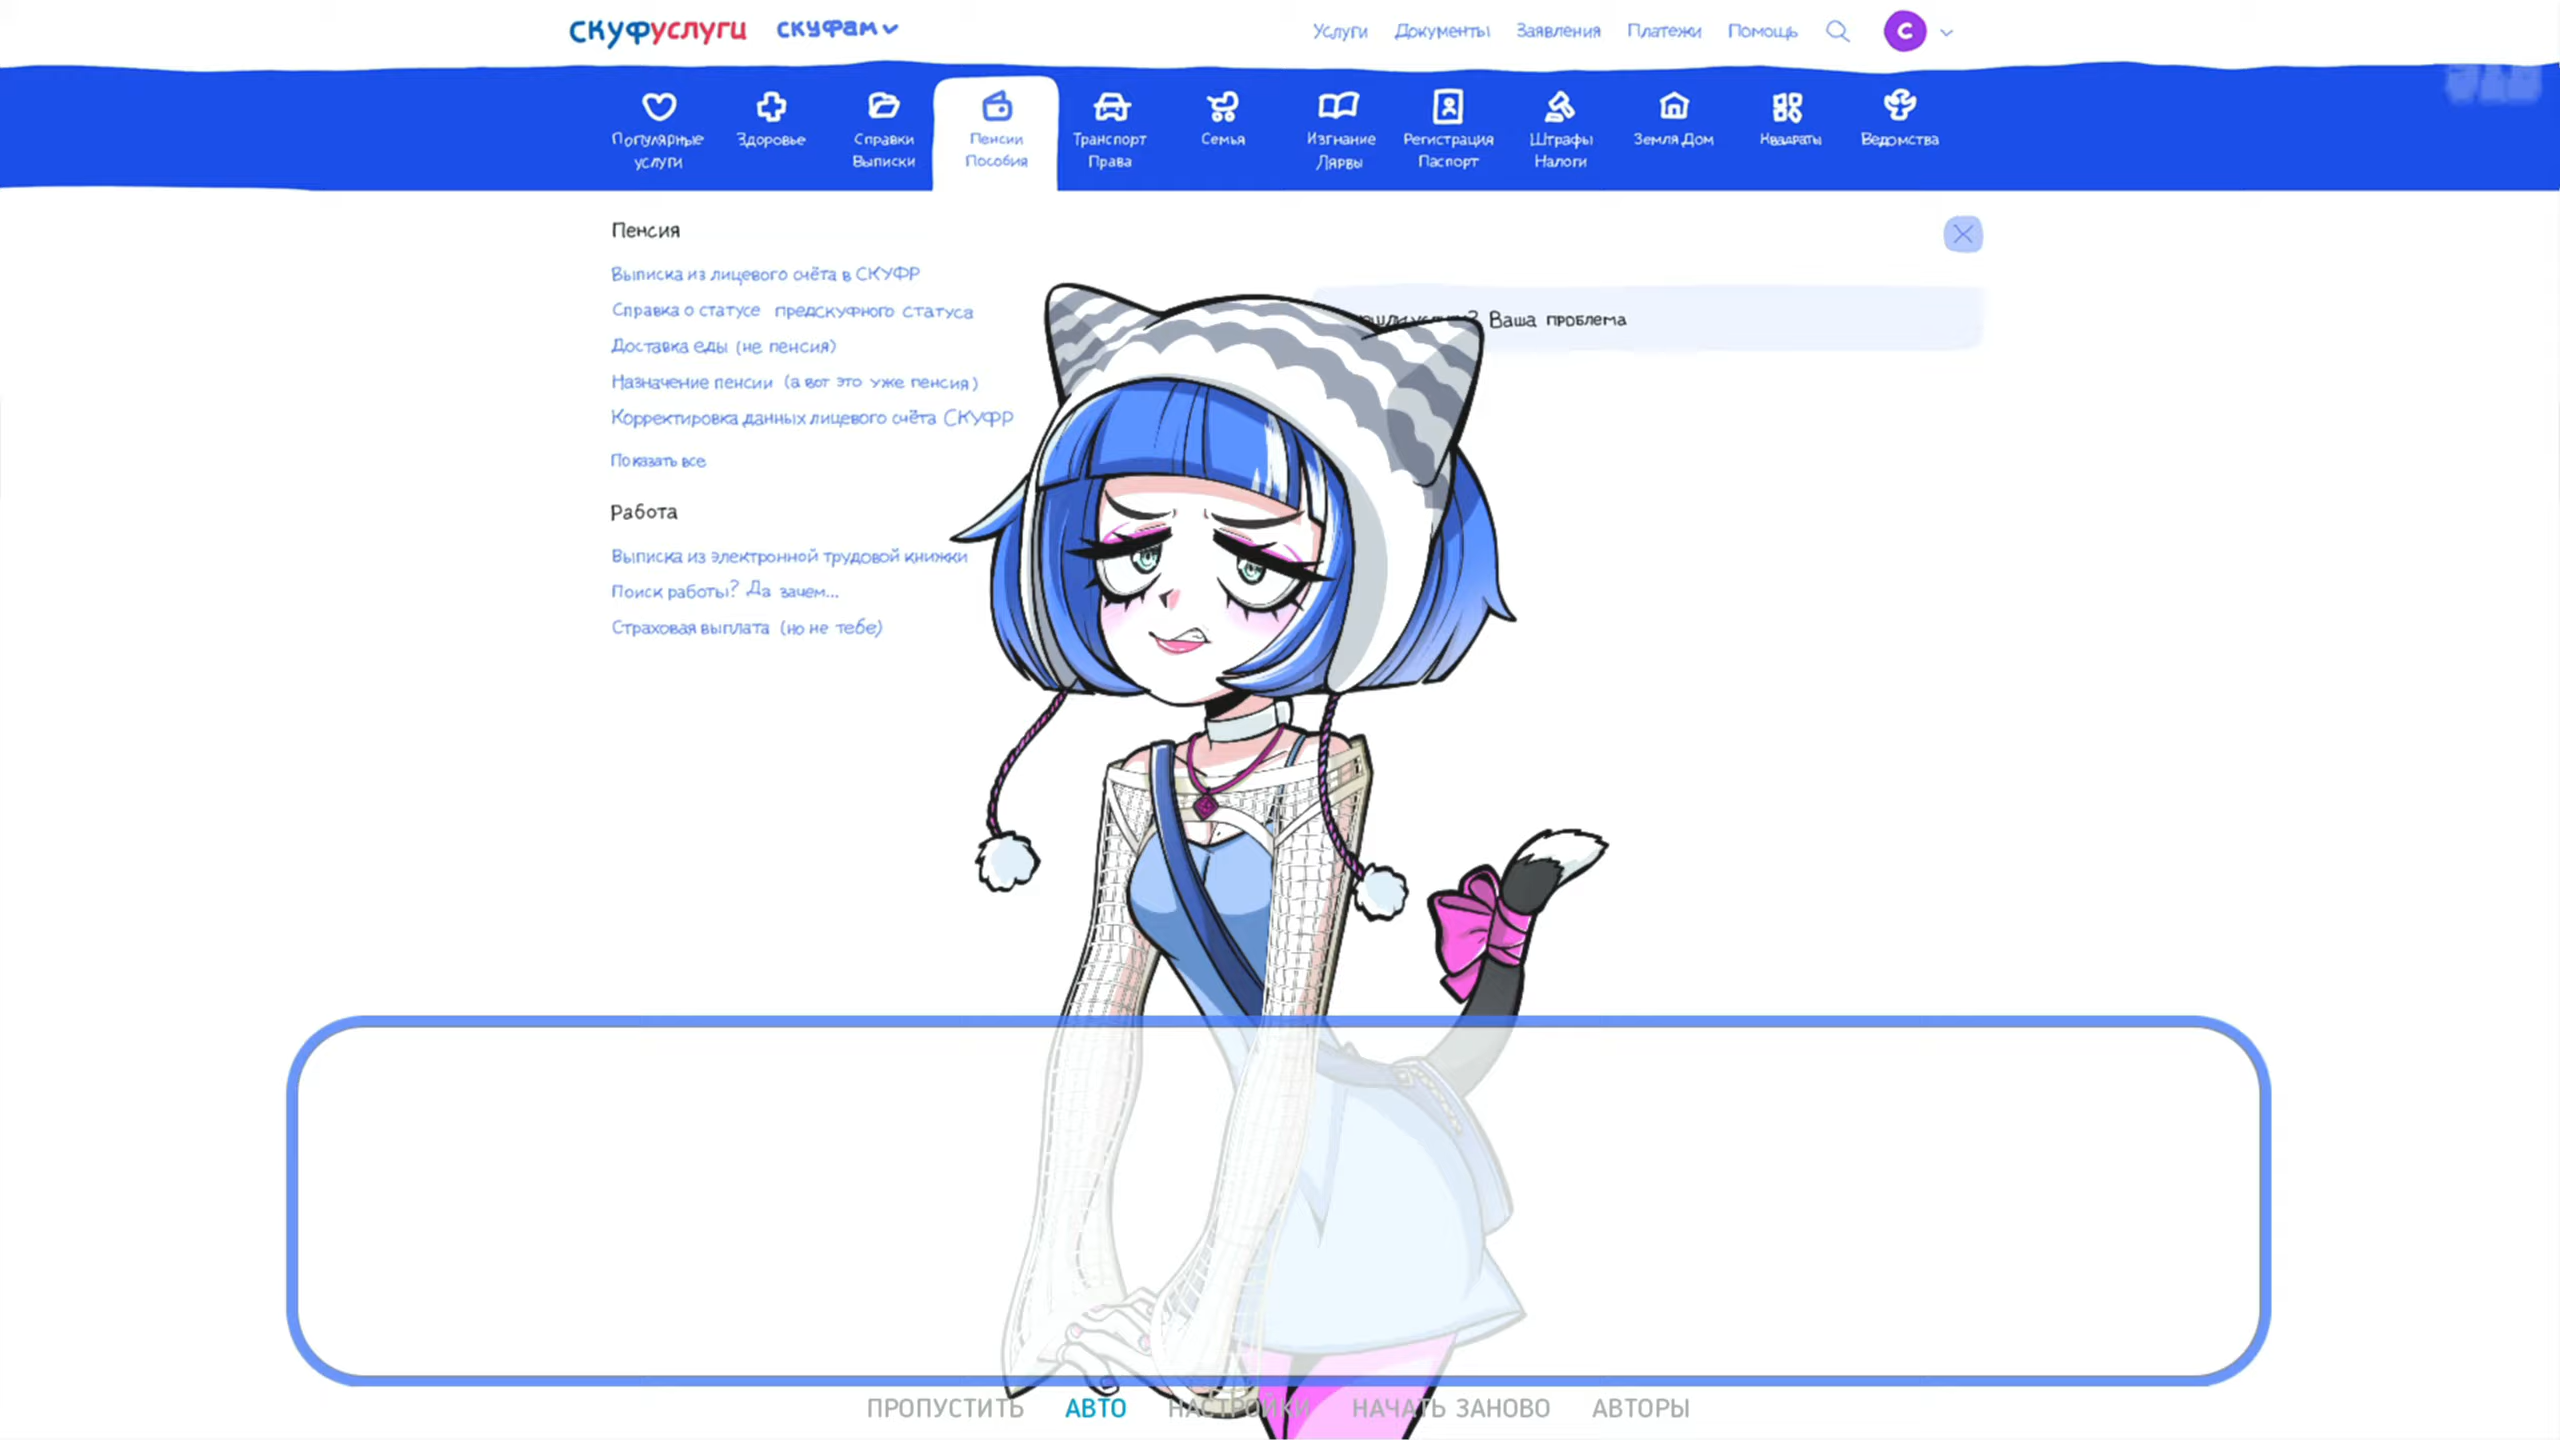 скуфуслуги скуфам Услуги Документы Заявления Платежи Помощь С
Популярные услуги
Здоровье
Справки Выписки
Пенсии Пособия
Транспорт Права
Семья
Изгнание Лярвы
Регистрация Паспорт
Штрафы Налоги
Земля Дом
Квадраты
Ведомства
Пенсия
Выписка из лицевого счёта в СКУФР
Справка о статусе предскуфного статуса
Доставка еды (не пенсия)
Назначение пенсии (а вот это уже пенсия)
Корректировка данных лицевого счёта СКУФР
Показать все
Ваша проблема
Работа
Выписка из электронной трудовой книжки
Поиск работы? Да зачем...
Страховая выплата (но не тебе)
ПРОПУСТИТЬ АВТО НАСТРОЙКИ НАЧАТЬ ЗАНОВО АВТОРЫ